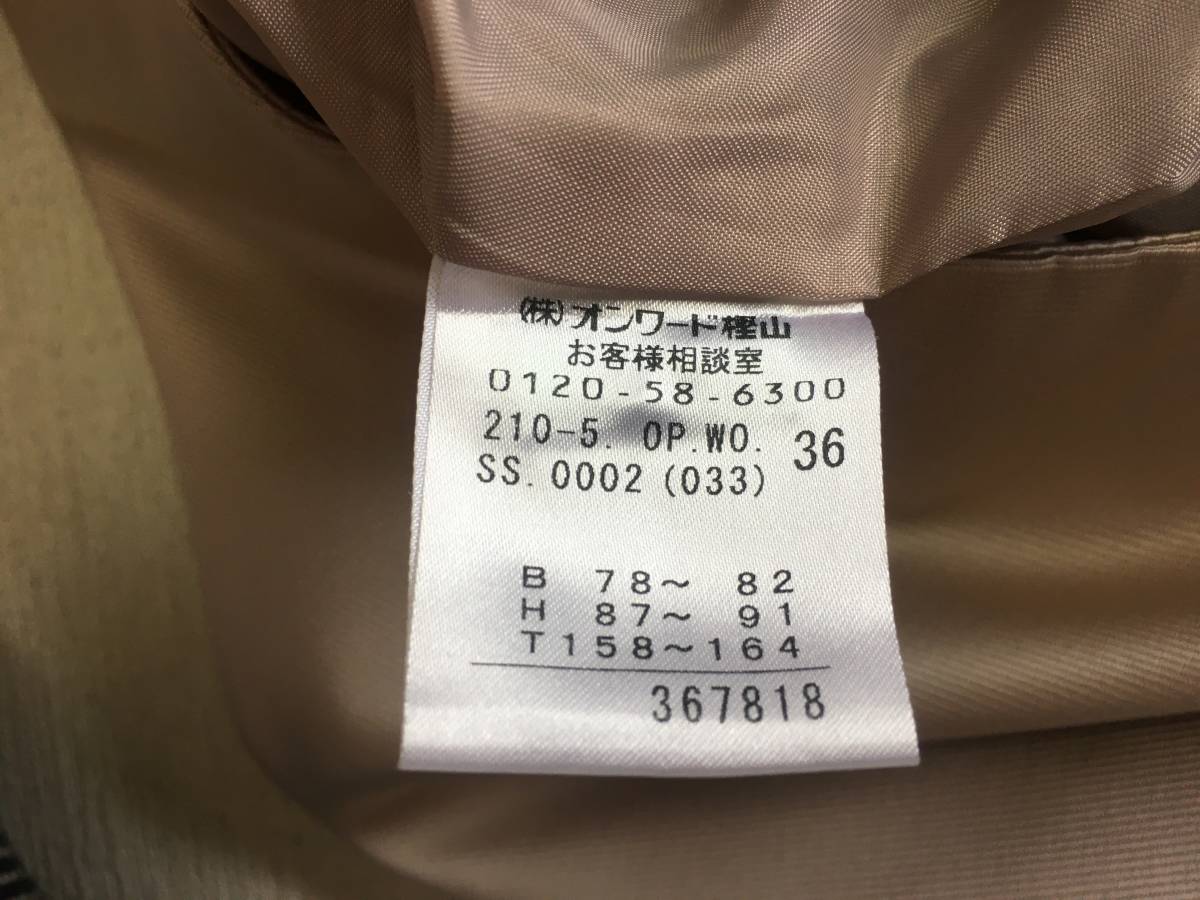 (株)オンワード樫山
お客様相談室
0120-58-6300
210-5. OP.WO. 36
SS. 0002 (033)
B 78～ 82
H 87～ 91
T158～164
367818